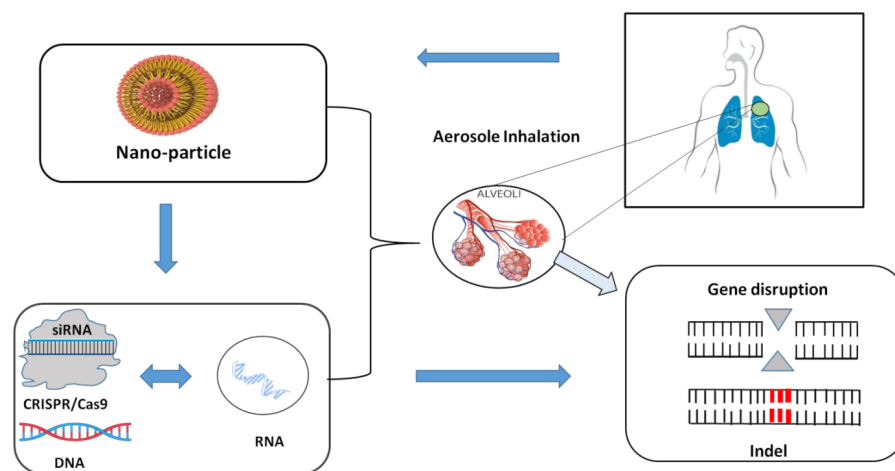 Nano-particle
Aerosole Inhalation
ALVEOLI
siRNA
CRISPR/Cas9
DNA
RNA
Gene disruption
Indel